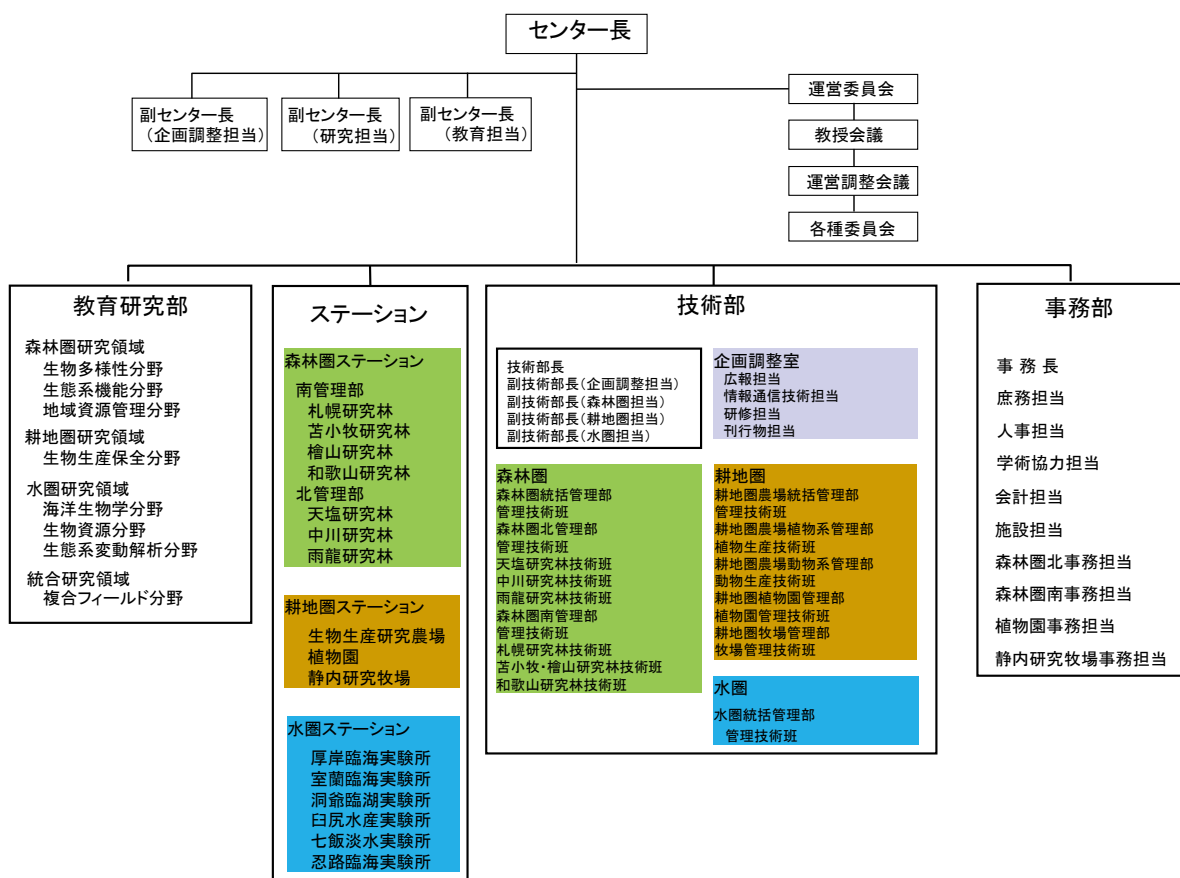 センター長
副センター長
（企画調整担当）
副センター長
（研究担当）
副センター長
（教育担当）
運営委員会
教授会議
運営調整会議
各種委員会
教育研究部
森林圏研究領域
生物多様性分野
生態系機能分野
地域資源管理分野
耕地圏研究領域
生物生産保全分野
水圏研究領域
海洋生物学分野
生物資源分野
生態系変動解析分野
統合研究領域
複合フィールド分野
ステーション
森林圏ステーション
南管理部
札幌研究林
苫小牧研究林
檜山研究林
和歌山研究林
北管理部
天塩研究林
中川研究林
雨龍研究林
耕地圏ステーション
生物生産研究農場
植物園
静内研究牧場
水圏ステーション
厚岸臨海実験所
室蘭臨海実験所
洞爺臨湖実験所
臼尻水産実験所
七飯淡水実験所
忍路臨海実験所
技術部
技術部長
副技術部長（企画調整担当）
副技術部長（森林圏担当）
副技術部長（耕地圏担当）
副技術部長（水圏担当）
企画調整室
広報担当
情報通信技術担当
研修担当
刊行物担当
森林圏
森林圏統括管理部
管理技術班
森林圏北管理部
管理技術班
天塩研究林技術班
中川研究林技術班
雨龍研究林技術班
森林圏南管理部
管理技術班
札幌研究林技術班
苫小牧・檜山研究林技術班
和歌山研究林技術班
耕地圏
耕地圏農場統括管理部
管理技術班
耕地圏農場植物系管理部
植物生産技術班
耕地圏農場動物系管理部
動物生産技術班
耕地圏植物園管理部
植物園管理技術班
耕地圏牧場管理部
牧場管理技術班
水圏
水圏統括管理部
管理技術班
事務部
事 務 長
庶務担当
人事担当
学術協力担当
会計担当
施設担当
森林圏北事務担当
森林圏南事務担当
植物園事務担当
静内研究牧場事務担当